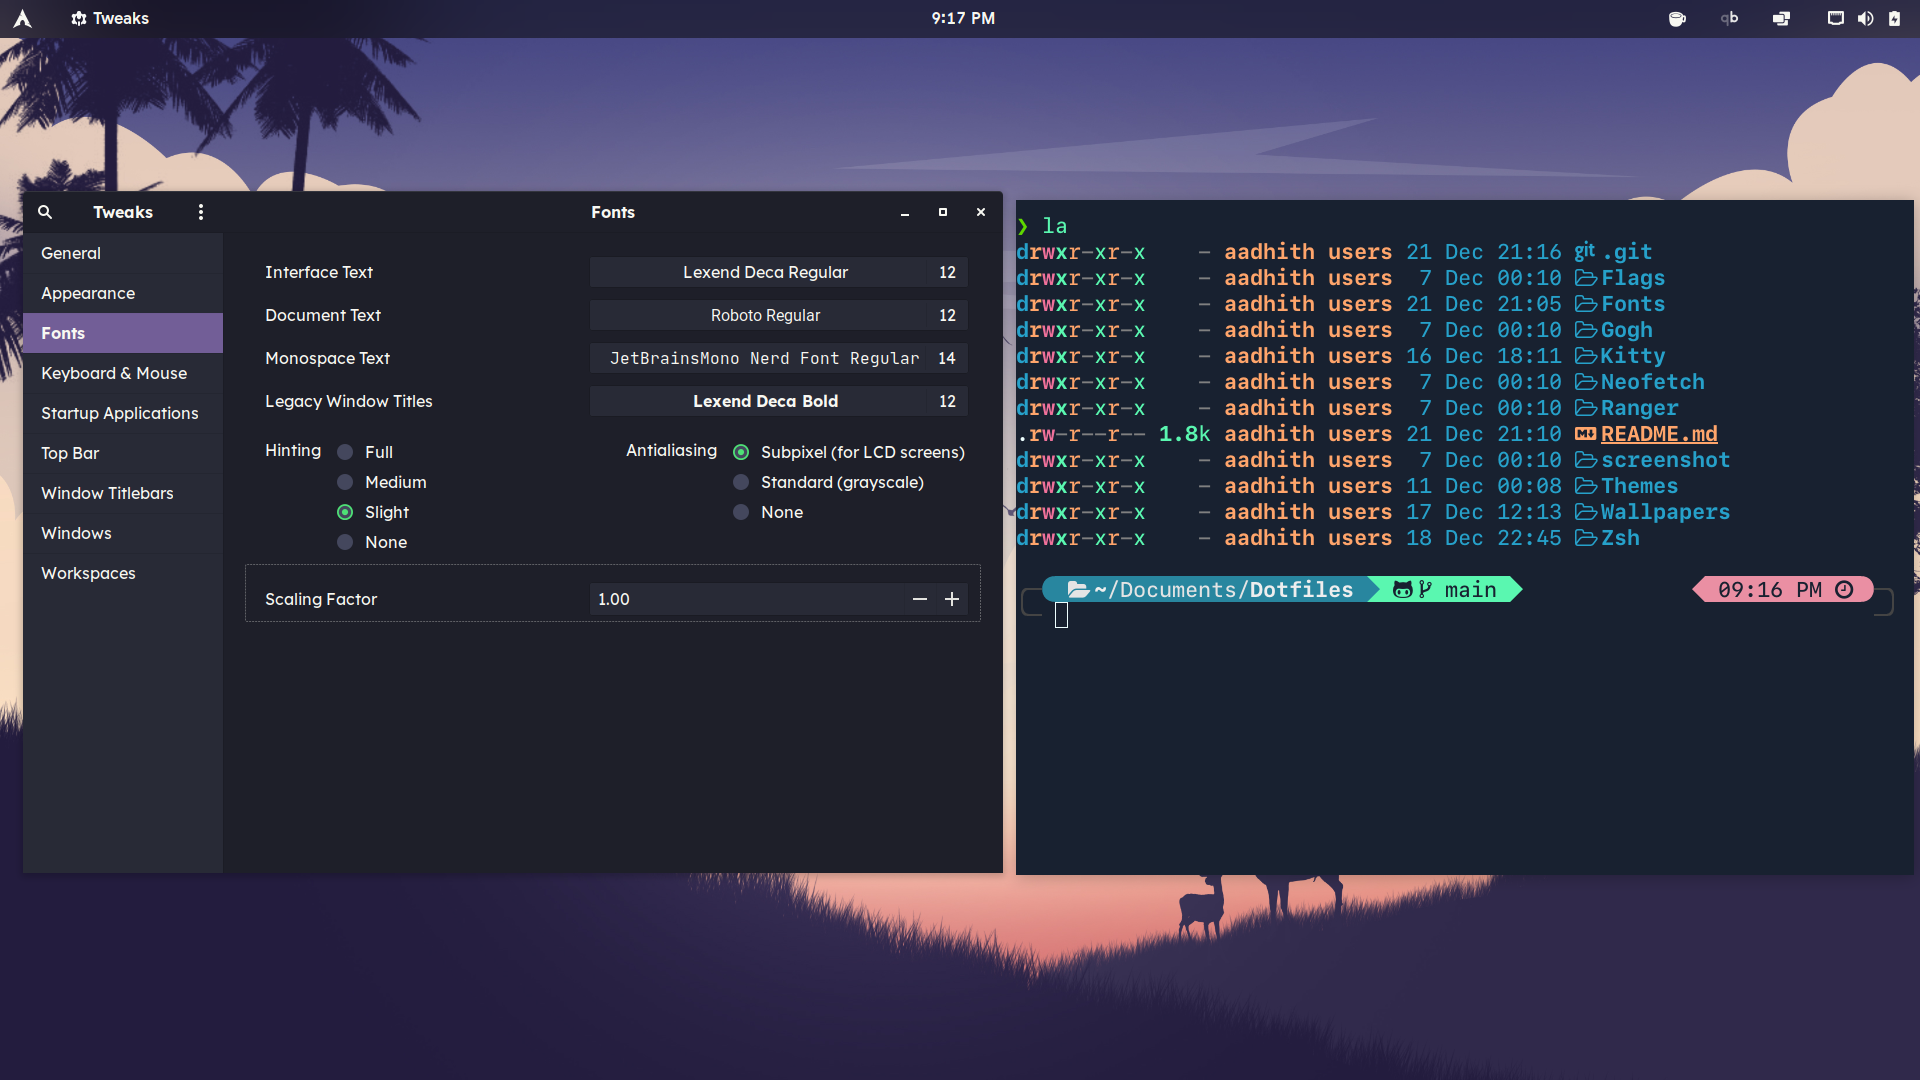 Tweaks
9:17 PM
qb
Tweaks
Fonts
General
Appearance
Fonts
Keyboard & Mouse
Startup Applications
Top Bar
Window Titlebars
Windows
Workspaces
Interface Text Lexend Deca Regular 12
Document Text Roboto Regular 12
Monospace Text JetBrainsMono Nerd Font Regular 14
Legacy Window Titles Lexend Deca Bold 12
Hinting Full Antialiasing Subpixel (for LCD screens)
Medium Standard (grayscale)
Slight None
None
Scaling Factor 1.00
❯ la
drwxr-xr-x - aadhith users 21 Dec 21:16 git .git
drwxr-xr-x - aadhith users 7 Dec 00:10 Flags
drwxr-xr-x - aadhith users 21 Dec 21:05 Fonts
drwxr-xr-x - aadhith users 7 Dec 00:10 Gogh
drwxr-xr-x - aadhith users 16 Dec 18:11 Kitty
drwxr-xr-x - aadhith users 7 Dec 00:10 Neofetch
drwxr-xr-x - aadhith users 7 Dec 00:10 Ranger
.rw-r--r-- 1.8k aadhith users 21 Dec 21:10 README.md
drwxr-xr-x - aadhith users 7 Dec 00:10 screenshot
drwxr-xr-x - aadhith users 11 Dec 00:08 Themes
drwxr-xr-x - aadhith users 17 Dec 12:13 Wallpapers
drwxr-xr-x - aadhith users 18 Dec 22:45 Zsh
~/Documents/Dotfiles main 09:16 PM